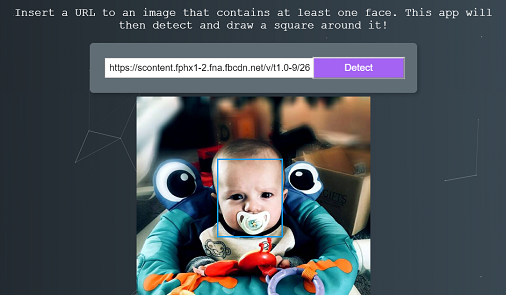 Insert a URL to an image that contains at least one face. This app will
then detect and draw a square around it!
https://scontent.fphx1-2.fna.fbcdn.net/v/t1.0-9/26
Detect